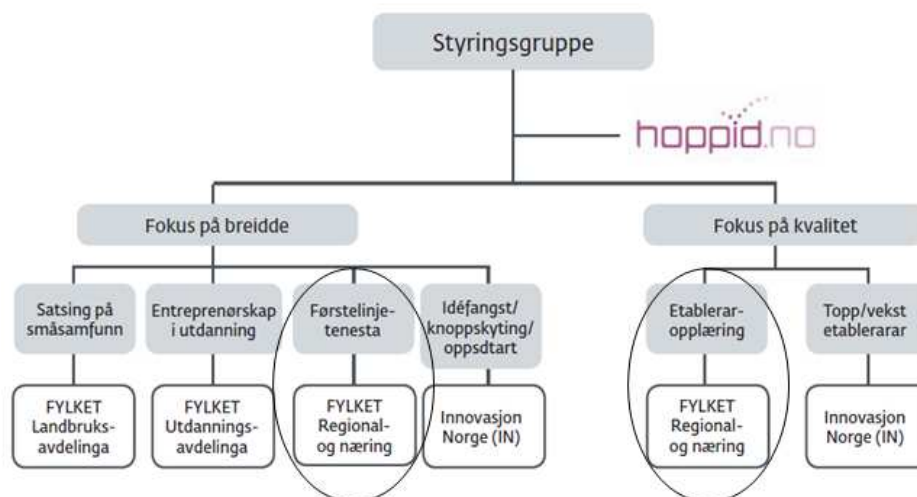 Styringsgruppe
hoppid.no
Fokus på breidde
Fokus på kvalitet
Satsing på
småsamfunn
Entreprenørskap
i utdanning
Førstelinje-
tenesta
Idéfangst/
knoppskyting/
oppsdtart
Etablerar-
opplæring
Topp/vekst
etablerarar
FYLKET
Landbruks-
avdelinga
FYLKET
Utdannings-
avdelinga
FYLKET
Regional-
og næring
Innovasjon
Norge (IN)
FYLKET
Regional-
og næring
Innovasjon
Norge (IN)